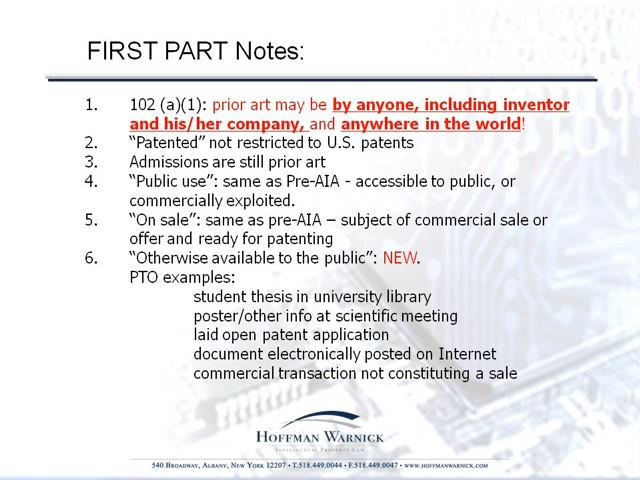 FIRST PART Notes:
1. 102 (a)(1): prior art may be by anyone, including inventor
and his/her company, and anywhere in the world!
2. “Patented” not restricted to U.S. patents
3. Admissions are still prior art
4. “Public use”: same as Pre-AIA - accessible to public, or
commercially exploited.
5. “On sale”: same as pre-AIA – subject of commercial sale or
offer and ready for patenting
6. “Otherwise available to the public”: NEW.
PTO examples:
student thesis in university library
poster/other info at scientific meeting
laid open patent application
document electronically posted on Internet
commercial transaction not constituting a sale
HOFFMAN WARNICK
INTELLECTUAL PROPERTY LAW
540 BROADWAY, ALBANY, NEW YORK 12207 • T.518.449.0044 • F.518.449.0047 • WWW.HOFFMANWARNICK.COM